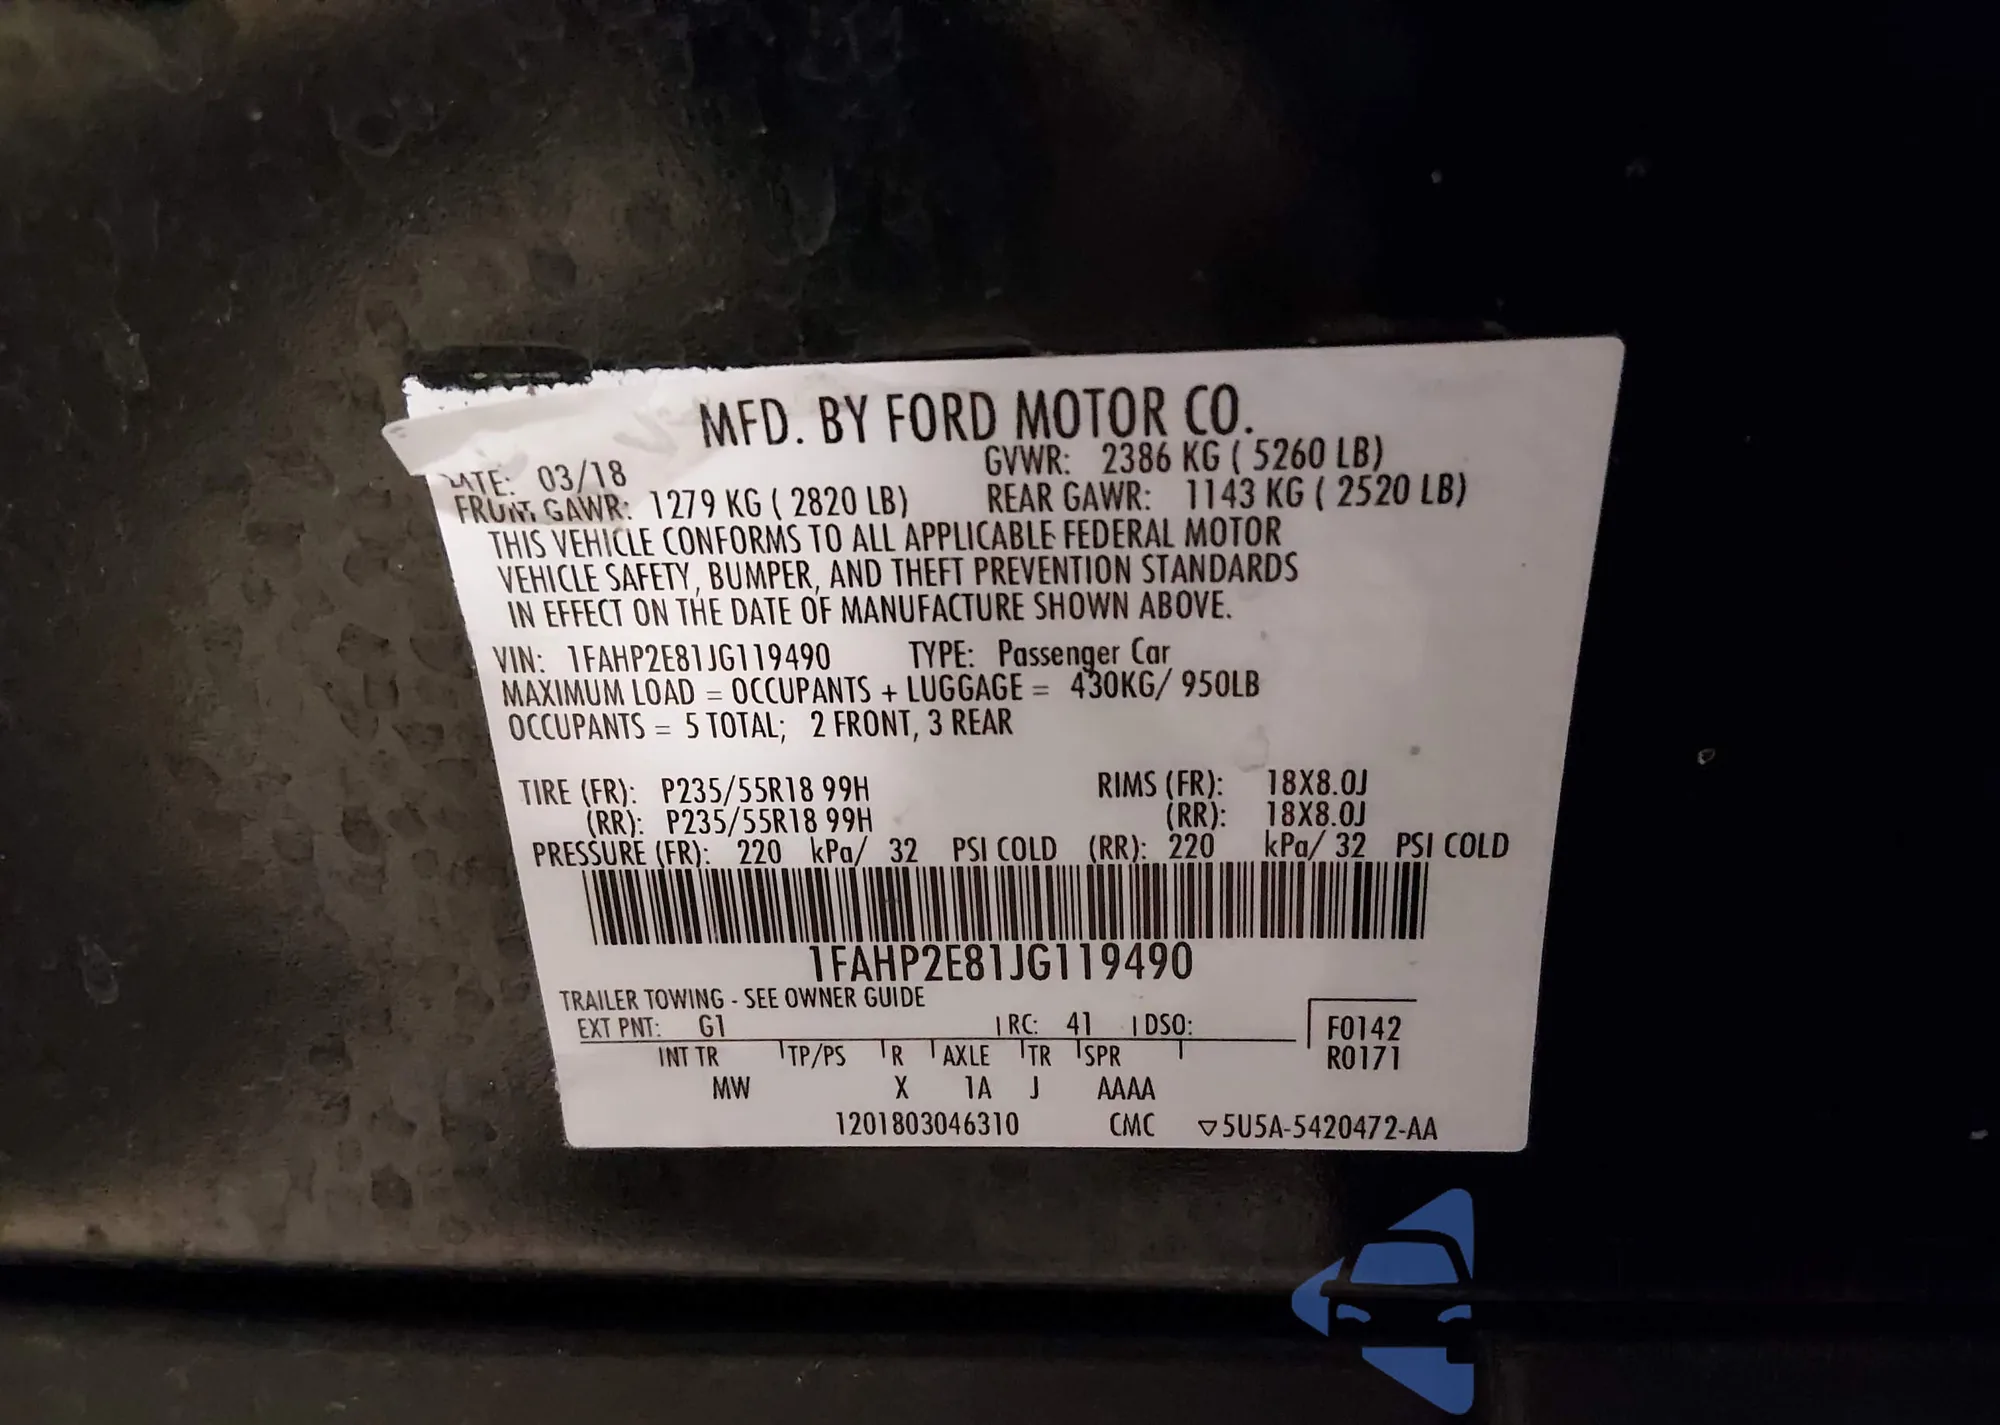 MFD. BY FORD MOTOR CO.
DATE: 03/18 GVWR: 2386 KG ( 5260 LB)
FRONT GAWR: 1279 KG ( 2820 LB) REAR GAWR: 1143 KG ( 2520 LB)
THIS VEHICLE CONFORMS TO ALL APPLICABLE FEDERAL MOTOR
VEHICLE SAFETY, BUMPER, AND THEFT PREVENTION STANDARDS
IN EFFECT ON THE DATE OF MANUFACTURE SHOWN ABOVE.
VIN: 1FAHP2E81JG119490 TYPE: Passenger Car
MAXIMUM LOAD = OCCUPANTS + LUGGAGE = 430KG/ 950LB
OCCUPANTS = 5 TOTAL; 2 FRONT, 3 REAR
TIRE (FR): P235/55R18 99H RIMS (FR): 18X8.0J
(RR): P235/55R18 99H (RR): 18X8.0J
PRESSURE (FR): 220 kPa/ 32 PSI COLD (RR): 220 kPa/ 32 PSI COLD
1FAHP2E81JG119490
TRAILER TOWING - SEE OWNER GUIDE
EXT PNT: G1 RC: 41 DSO: F0142
INT TR TP/PS R AXLE TR SPR R0171
MW X 1A J AAAA
1201803046310 CMC ▽5U5A-5420472-AA